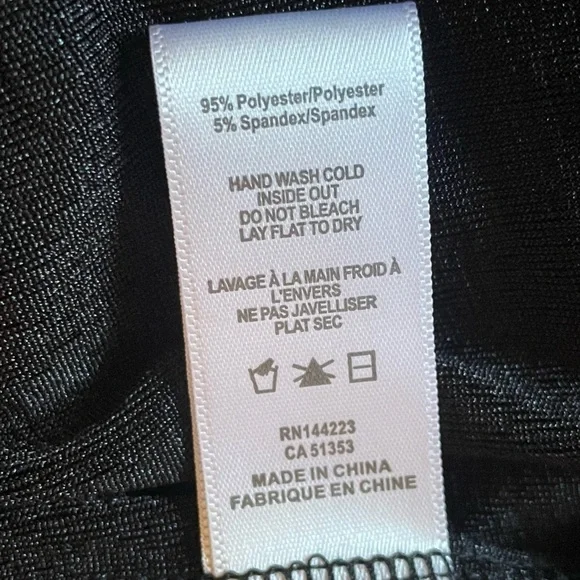 95% Polyester/Polyester
5% Spandex/Spandex
HAND WASH COLD
INSIDE OUT
DO NOT BLEACH
LAY FLAT TO DRY
LAVAGE À LA MAIN FROID À
L'ENVERS
NE PAS JAVELLISER
PLAT SEC
RN144223
CA 51353
MADE IN CHINA
FABRIQUE EN CHINE